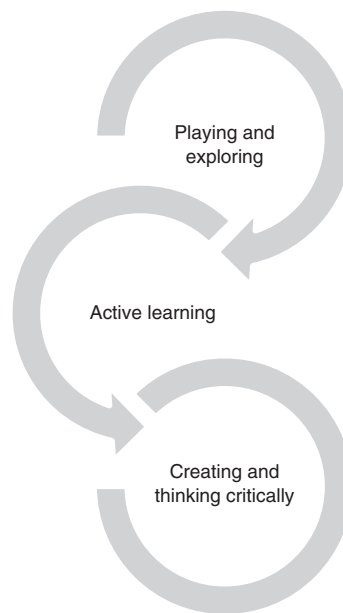 Playing and
exploring
Active learning
Creating and
thinking critically